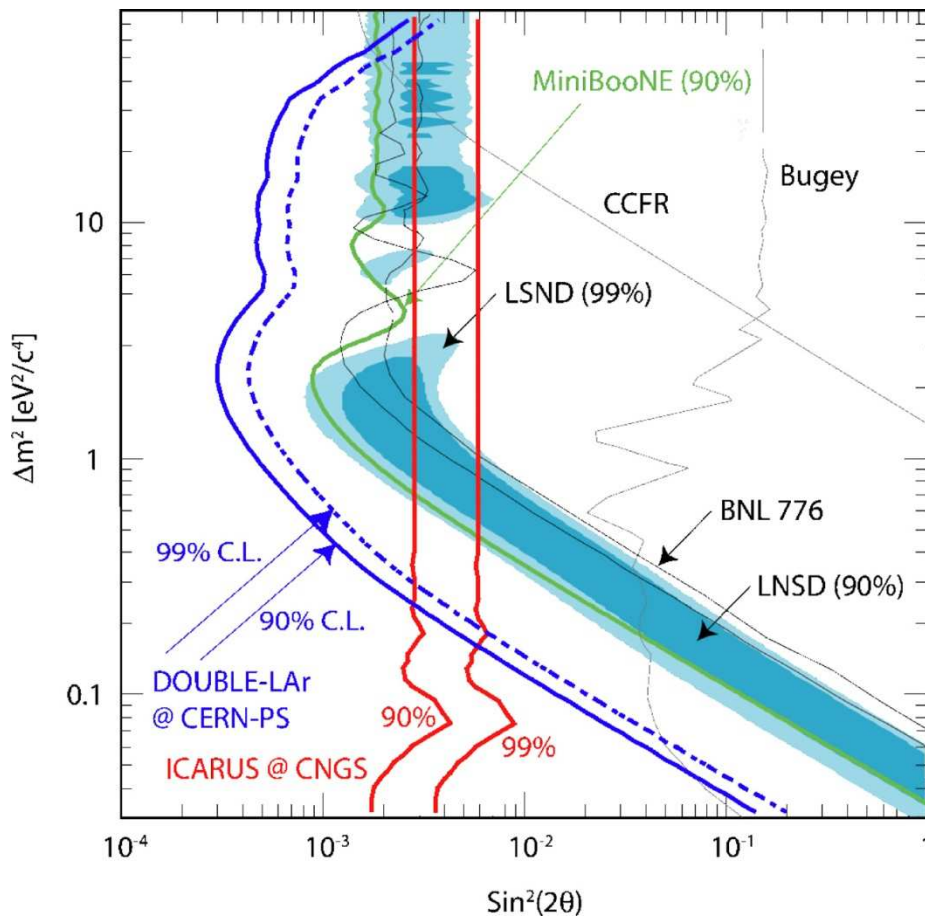 MiniBooNE (90%)
Bugey
CCFR
10
LSND (99%)
Δm² [eV²/c⁴]
1
BNL 776
99% C.L.
LNSD (90%)
90% C.L.
DOUBLE-LAr
@ CERN-PS
0.1
90%
99%
ICARUS @ CNGS
10⁻⁴
10⁻³
10⁻²
10⁻¹
1
Sin²(2θ)